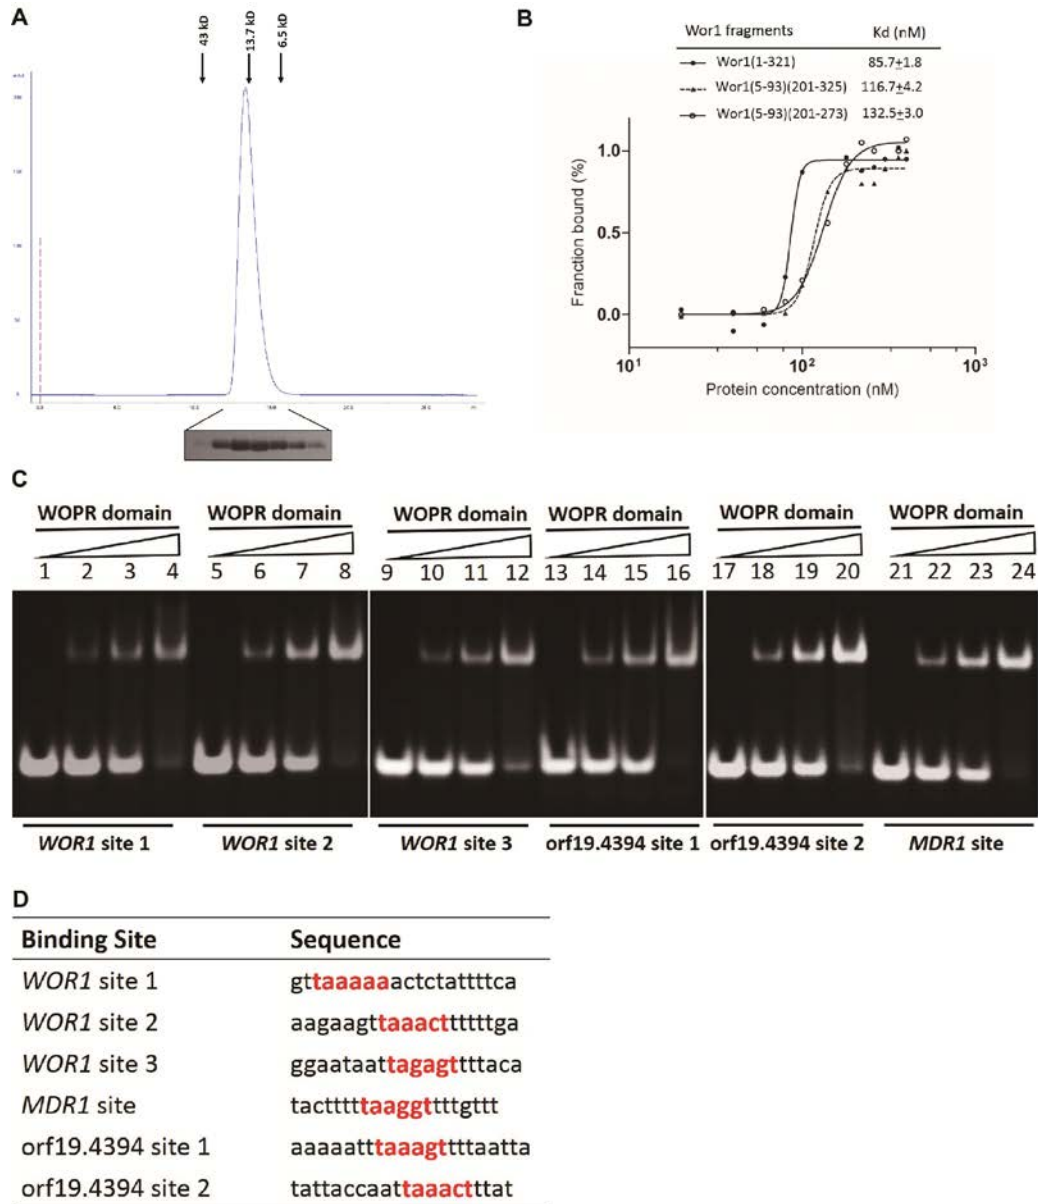 A
43 kD
13.7 kD
6.5 kD
B
Wor1 fragments Kd (nM)
Wor1(1-321) 85.7±1.8
Wor1(5-93)(201-325) 116.7±4.2
Wor1(5-93)(201-273) 132.5±3.0
Franction bound (%)
1.0
0.5
0.0
10¹ 10² 10³
Protein concentration (nM)
C
WOPR domain WOPR domain WOPR domain WOPR domain WOPR domain WOPR domain
1 2 3 4 5 6 7 8 9 10 11 12 13 14 15 16 17 18 19 20 21 22 23 24
WOR1 site 1 WOR1 site 2 WOR1 site 3 orf19.4394 site 1 orf19.4394 site 2 MDR1 site
D
Binding Site Sequence
WOR1 site 1 gttaaaaaactctattttca
WOR1 site 2 aagaagttaaactttttttga
WOR1 site 3 ggaataattagagttttaca
MDR1 site tacttttttaaggttttgttt
orf19.4394 site 1 aaaaatttaaagttttaatta
orf19.4394 site 2 tattaccaattaaactttat